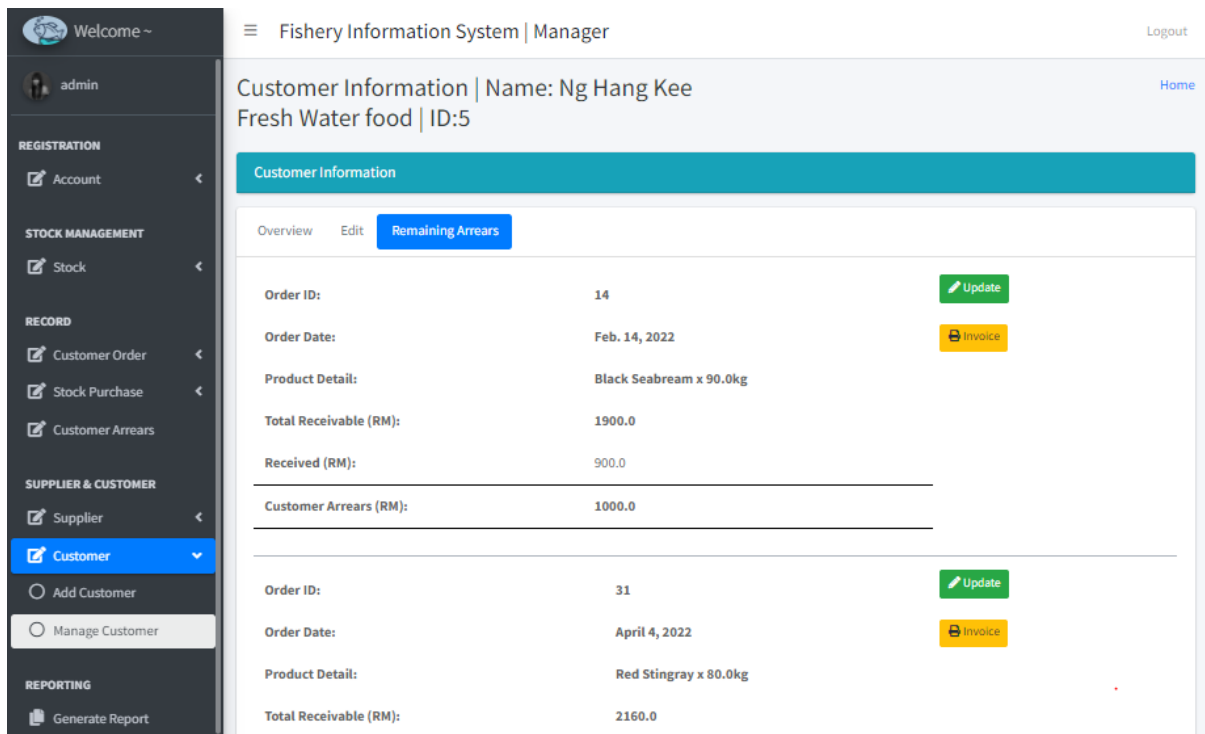 Welcome ~
Fishery Information System | Manager
Logout
admin
REGISTRATION
Account
STOCK MANAGEMENT
Stock
RECORD
Customer Order
Stock Purchase
Customer Arrears
SUPPLIER & CUSTOMER
Supplier
Customer
Add Customer
Manage Customer
REPORTING
Generate Report
Customer Information | Name: Ng Hang Kee
Fresh Water food | ID:5
Home
Customer Information
Overview Edit Remaining Arrears
Order ID: 14 Update
Order Date: Feb. 14, 2022 Invoice
Product Detail: Black Seabream x 90.0kg
Total Receivable (RM): 1900.0
Received (RM): 900.0
Customer Arrears (RM): 1000.0
Order ID: 31 Update
Order Date: April 4, 2022 Invoice
Product Detail: Red Stingray x 80.0kg
Total Receivable (RM): 2160.0